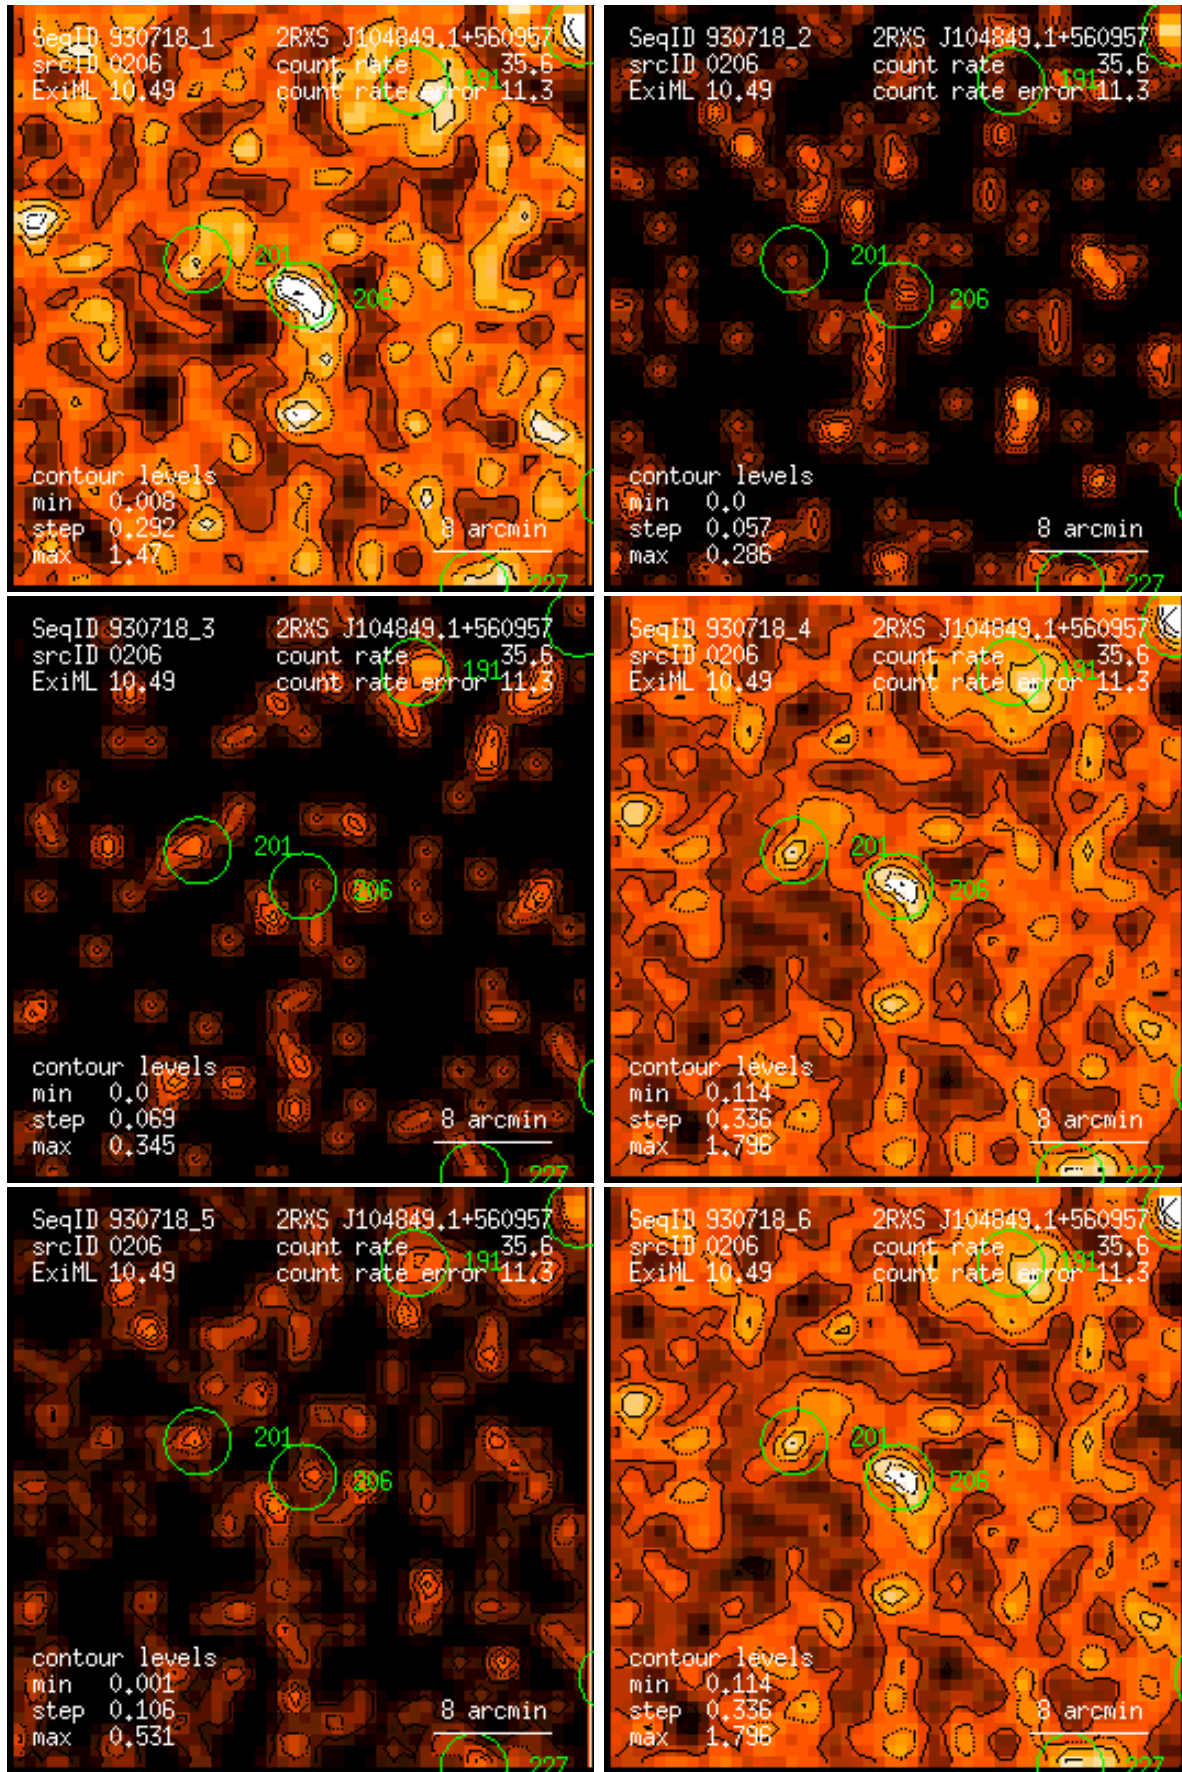 SeqID 930718_1 2RXS J104849.1+560957
srcID 0206 count rate 35.6
ExiML 10.49 count rate error 11.3
191
201
206
contour levels
min 0.008
step 0.292 8 arcmin
max 1.47
227
SeqID 930718_2 2RXS J104849.1+560957
srcID 0206 count rate 35.6
ExiML 10.49 count rate error 11.3
191
201
206
contour levels
min 0.0
step 0.057 8 arcmin
max 0.286
227
SeqID 930718_3 2RXS J104849.1+560957
srcID 0206 count rate 35.6
ExiML 10.49 count rate error 11.3
191
201
206
contour levels
min 0.0
step 0.069 8 arcmin
max 0.345
227
SeqID 930718_4 2RXS J104849.1+560957
srcID 0206 count rate 35.6
ExiML 10.49 count rate error 11.3
191
201
206
contour levels
min 0.114
step 0.336 8 arcmin
max 1.796
227
SeqID 930718_5 2RXS J104849.1+560957
srcID 0206 count rate 35.6
ExiML 10.49 count rate error 11.3
191
201
206
contour levels
min 0.001
step 0.106 8 arcmin
max 0.531
227
SeqID 930718_6 2RXS J104849.1+560957
srcID 0206 count rate 35.6
ExiML 10.49 count rate error 11.3
191
201
206
contour levels
min 0.114
step 0.336 8 arcmin
max 1.796
227